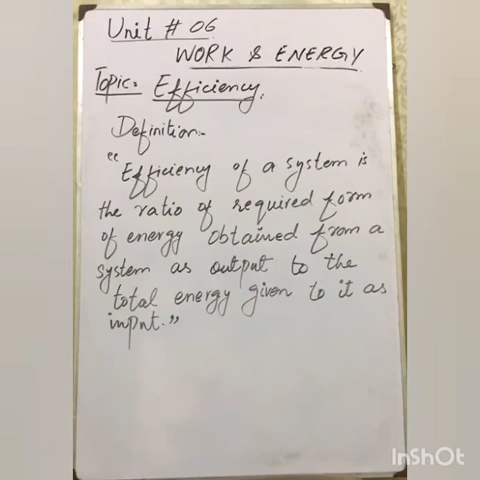 Unit # 06
WORK & ENERGY
Topic: Efficiency.
Definition:-
"Efficiency of a system is
the ratio of required form
of energy obtained from a
system as output to the
total energy given to it as
input."
InShOt